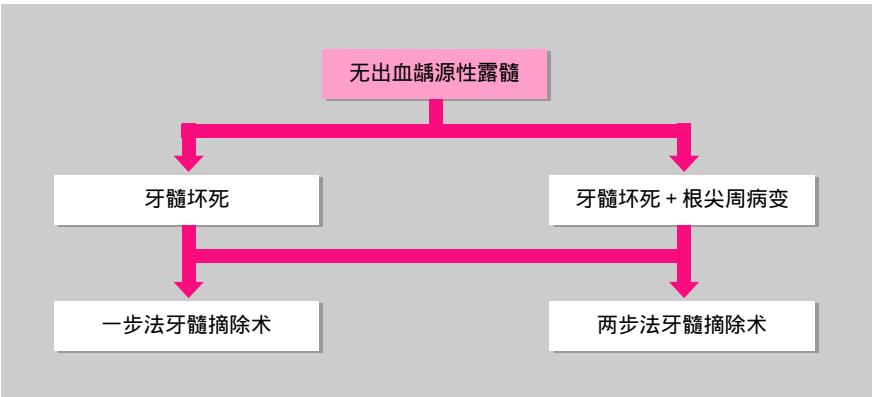 无出血龋源性露髓
牙髓坏死
牙髓坏死 + 根尖周病变
一步法牙髓摘除术
两步法牙髓摘除术